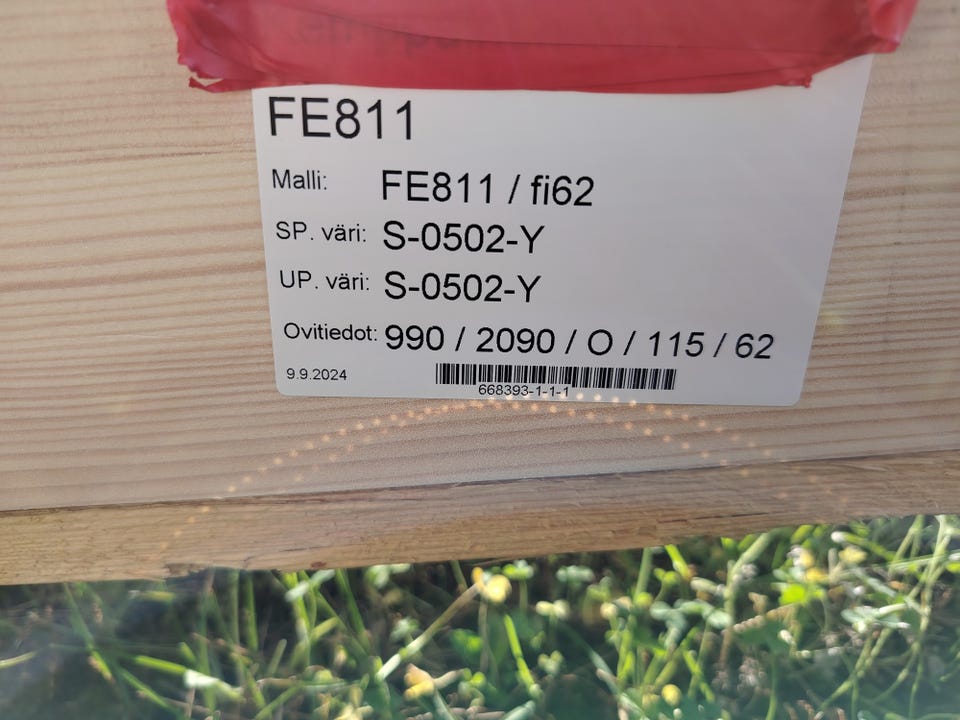 FE811
Malli: FE811 / fi62
SP. väri: S-0502-Y
UP. väri: S-0502-Y
Ovitiedot: 990 / 2090 / O / 115 / 62
9.9.2024
668393-1-1-1